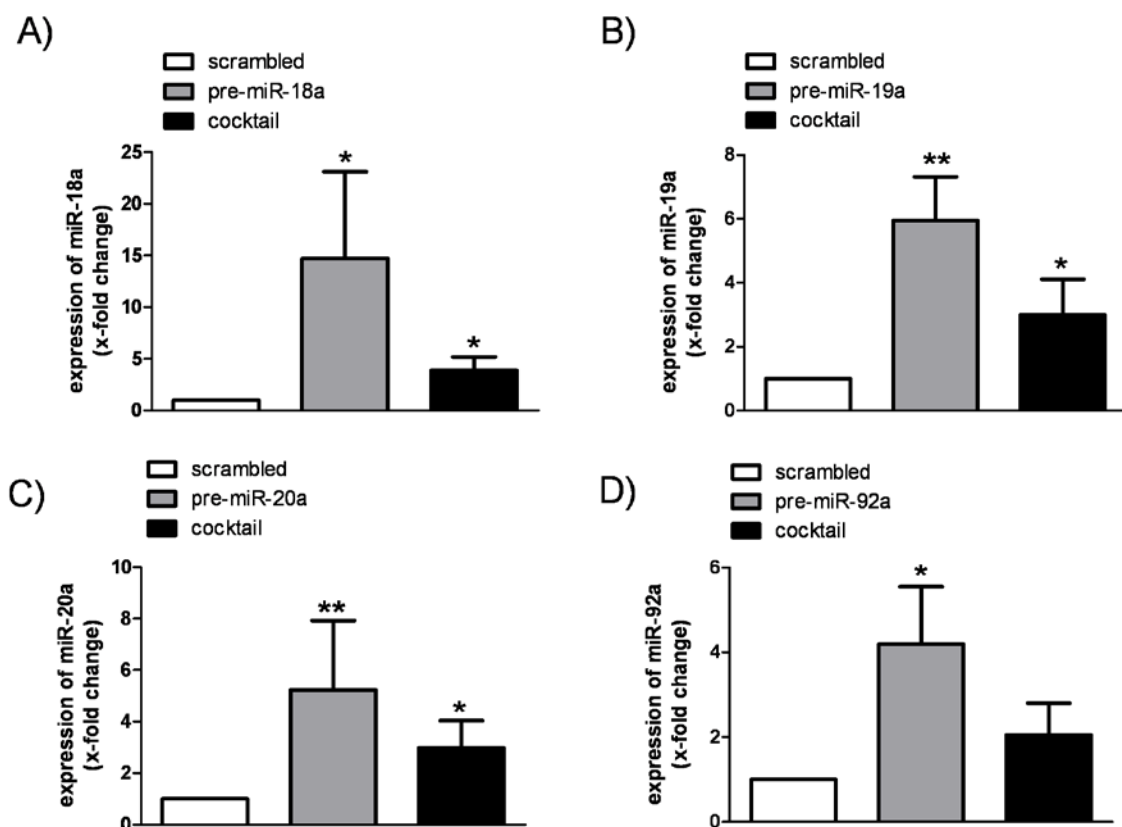 A)
scrambled
pre-miR-18a
cocktail
expression of miR-18a
(x-fold change)
25
20
15
10
5
0
*
*
B)
scrambled
pre-miR-19a
cocktail
expression of miR-19a
(x-fold change)
8
6
4
2
0
**
*
C)
scrambled
pre-miR-20a
cocktail
expression of miR-20a
(x-fold change)
10
8
6
4
2
0
**
*
D)
scrambled
pre-miR-92a
cocktail
expression of miR-92a
(x-fold change)
6
4
2
0
*